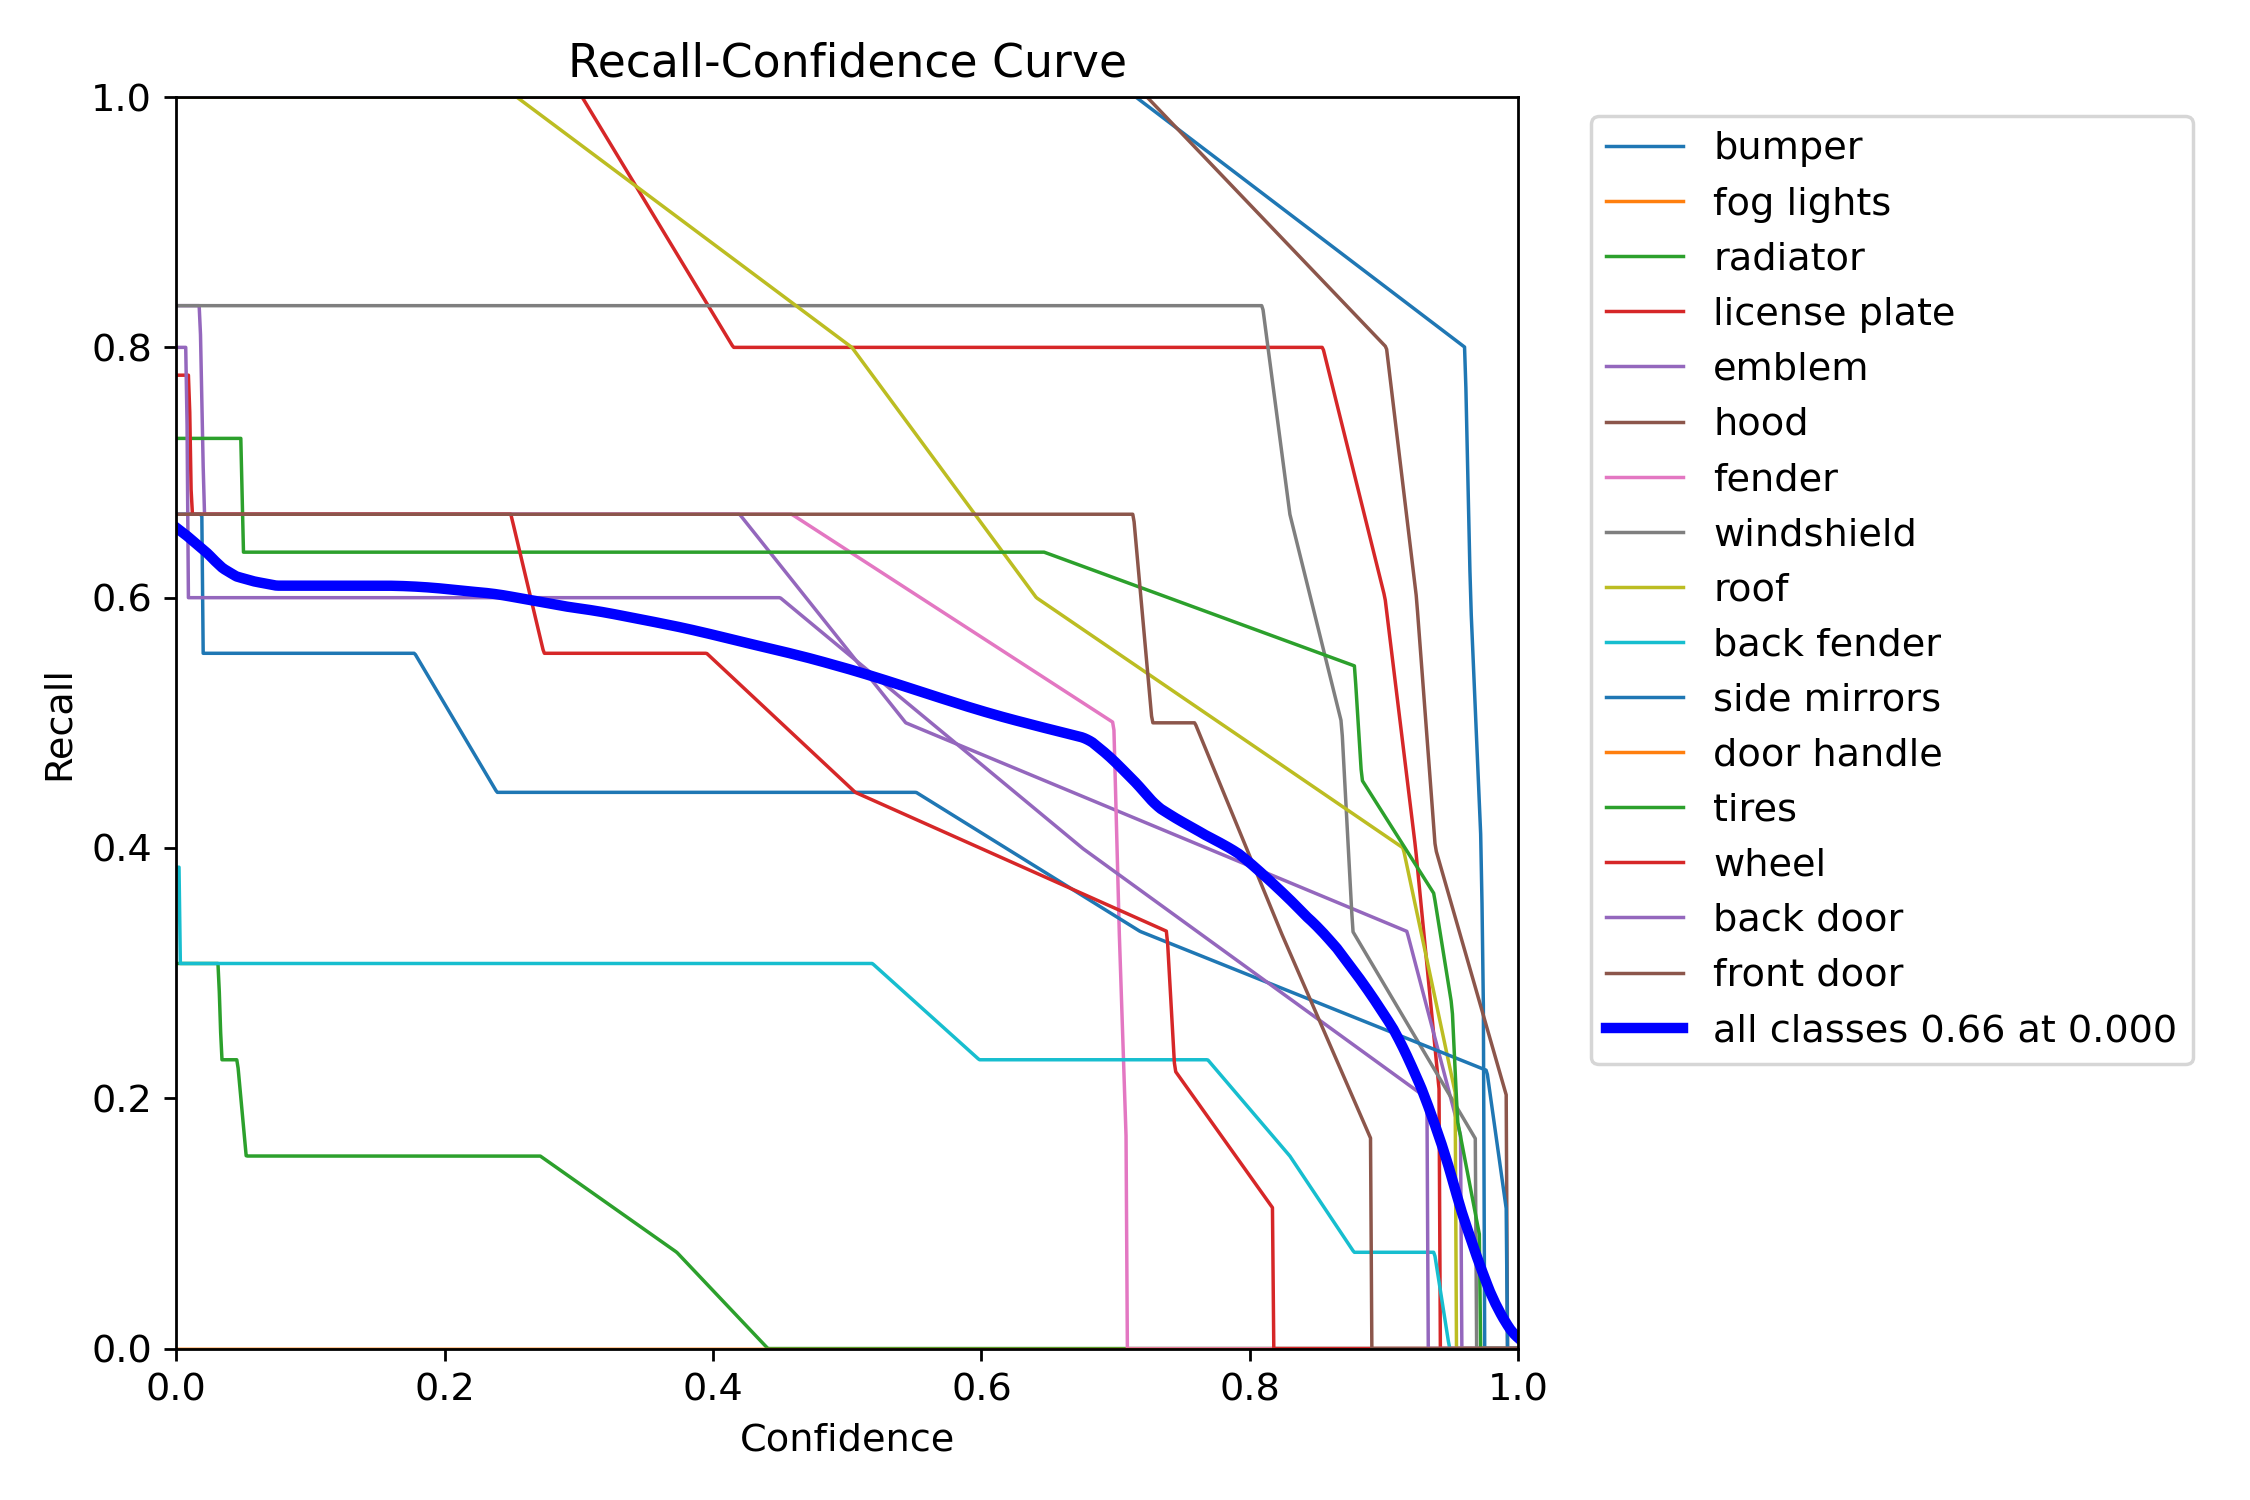 Recall-Confidence Curve
1.0
0.8
0.6
0.4
0.2
0.0
Recall
0.0 0.2 0.4 0.6 0.8 1.0
Confidence
bumper
fog lights
radiator
license plate
emblem
hood
fender
windshield
roof
back fender
side mirrors
door handle
tires
wheel
back door
front door
all classes 0.66 at 0.000